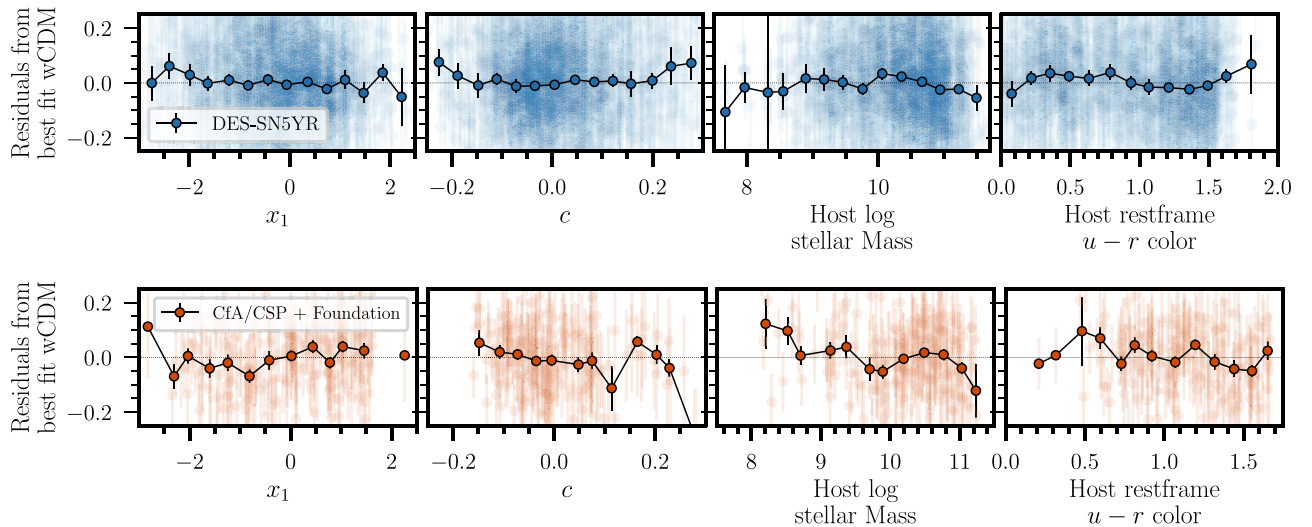 Residuals from
best fit wCDM
0.2
0.0
−0.2
DES-SN5YR
−2 0 2
x₁
−0.2 0.0 0.2
c
8 10
Host log
stellar Mass
0.0 0.5 1.0 1.5 2.0
Host restframe
u − r color
Residuals from
best fit wCDM
0.2
0.0
−0.2
CfA/CSP + Foundation
−2 0 2
x₁
−0.2 0.0 0.2
c
8 9 10 11
Host log
stellar Mass
0.0 0.5 1.0 1.5
Host restframe
u − r color